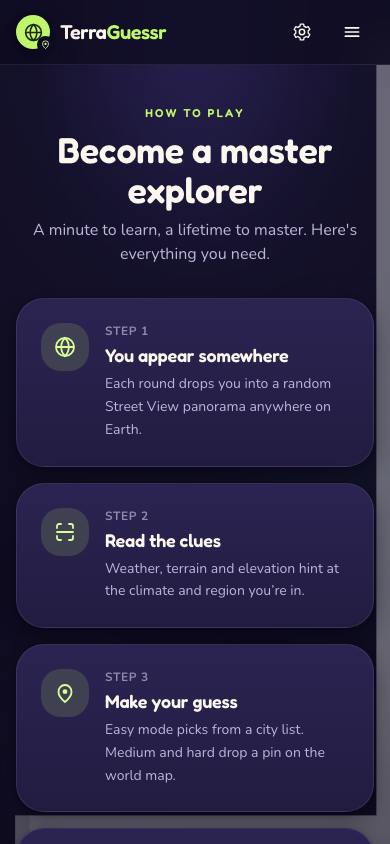 TerraGuessr
HOW TO PLAY
Become a master
explorer
A minute to learn, a lifetime to master. Here's
everything you need.
STEP 1
You appear somewhere
Each round drops you into a random
Street View panorama anywhere on
Earth.
STEP 2
Read the clues
Weather, terrain and elevation hint at
the climate and region you’re in.
STEP 3
Make your guess
Easy mode picks from a city list.
Medium and hard drop a pin on the
world map.